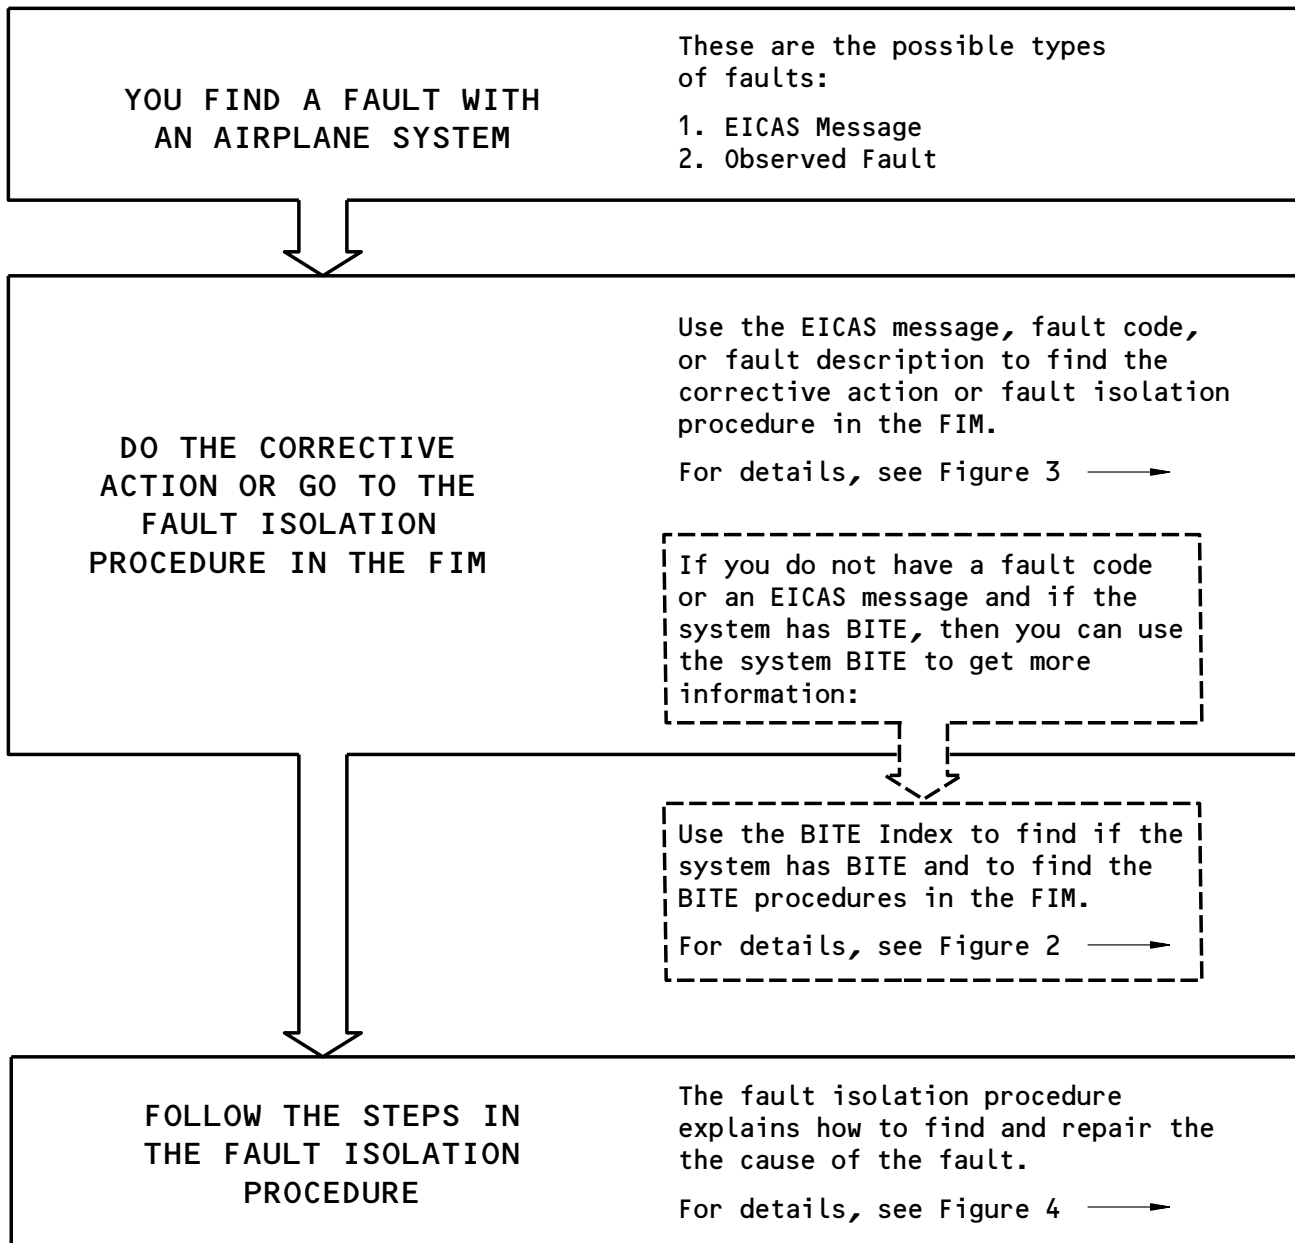 YOU FIND A FAULT WITH
AN AIRPLANE SYSTEM
These are the possible types
of faults:
1. EICAS Message
2. Observed Fault
DO THE CORRECTIVE
ACTION OR GO TO THE
FAULT ISOLATION
PROCEDURE IN THE FIM
Use the EICAS message, fault code,
or fault description to find the
corrective action or fault isolation
procedure in the FIM.
For details, see Figure 3
If you do not have a fault code
or an EICAS message and if the
system has BITE, then you can use
the system BITE to get more
information:
Use the BITE Index to find if the
system has BITE and to find the
BITE procedures in the FIM.
For details, see Figure 2
FOLLOW THE STEPS IN
THE FAULT ISOLATION
PROCEDURE
The fault isolation procedure
explains how to find and repair the
the cause of the fault.
For details, see Figure 4